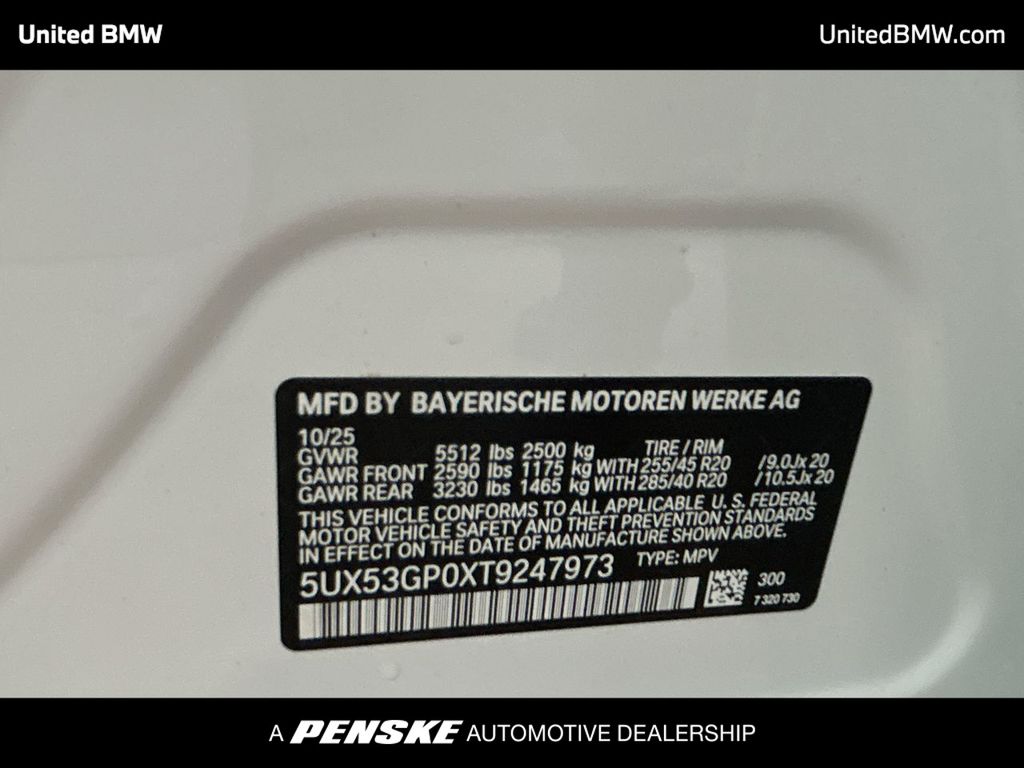 United BMW
UnitedBMW.com
MFD BY BAYERISCHE MOTOREN WERKE AG
10/25
GVWR 5512 lbs 2500 kg TIRE / RIM
GAWR FRONT 2590 lbs 1175 kg WITH 255/45 R20 /9.0Jx20
GAWR REAR 3230 lbs 1465 kg WITH 285/40 R20 /10.5Jx20
THIS VEHICLE CONFORMS TO ALL APPLICABLE U. S. FEDERAL
MOTOR VEHICLE SAFETY AND THEFT PREVENTION STANDARDS
IN EFFECT ON THE DATE OF MANUFACTURE SHOWN ABOVE.
5UX53GP0XT9247973 TYPE: MPV
300
7 320 730
A PENSKE AUTOMOTIVE DEALERSHIP